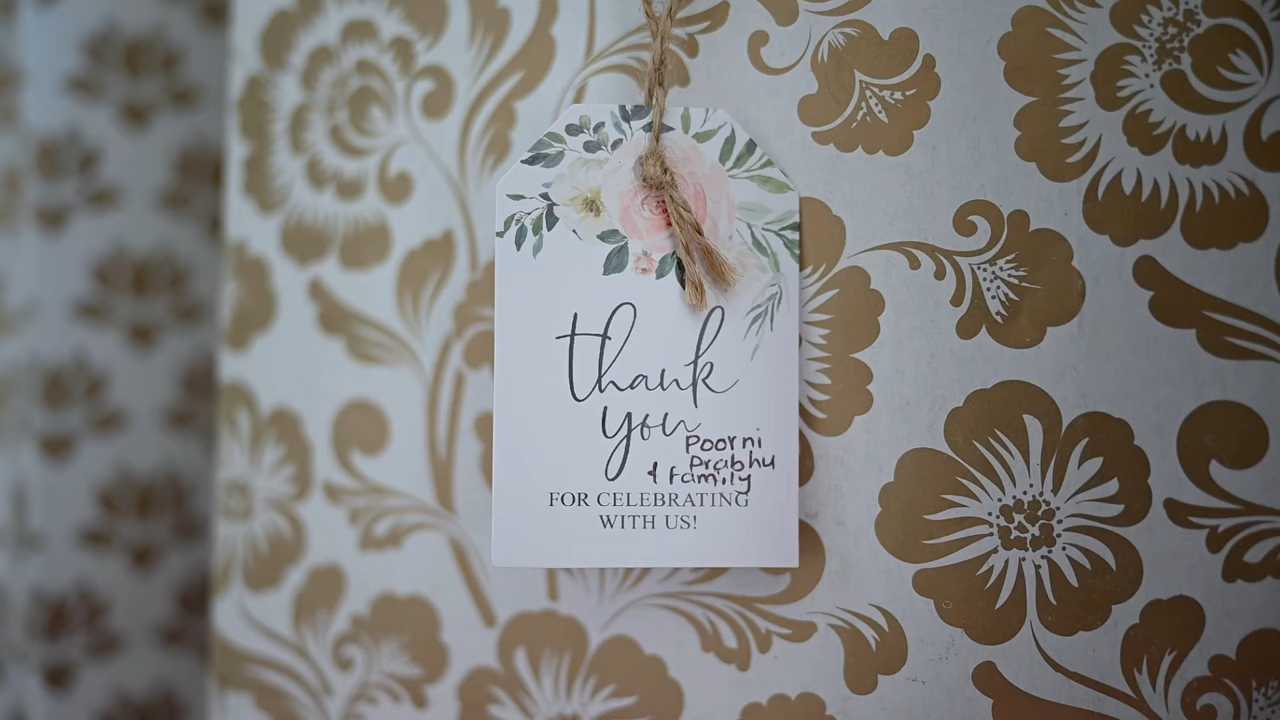 thank
you
Poorni
Prabhu
& Family
FOR CELEBRATING
WITH US!